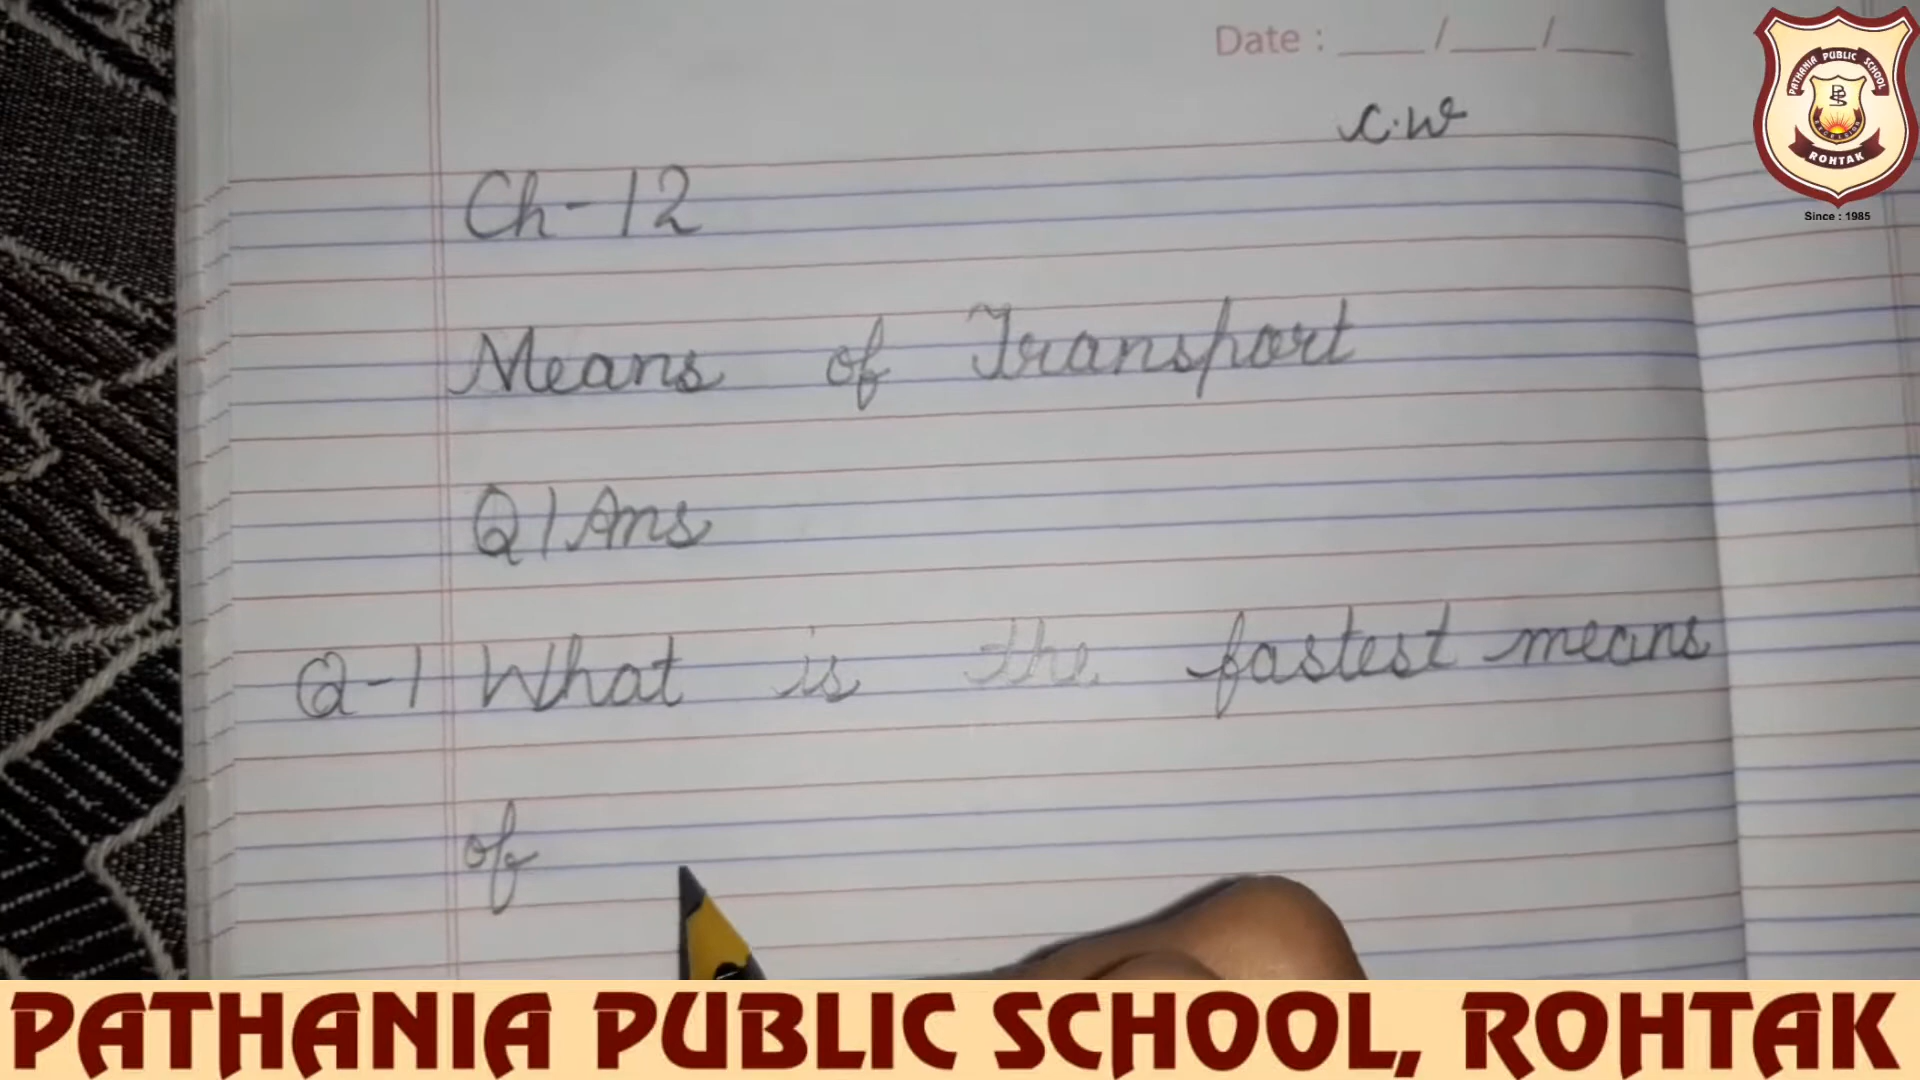 Date : ___/___/___
C.W
Ch-12
Means of Transport
Q/Ans
Q-1 What is the fastest means
of
PATHANIA PUBLIC SCHOOL
ROHTAK
Since : 1985
PATHANIA PUBLIC SCHOOL, ROHTAK